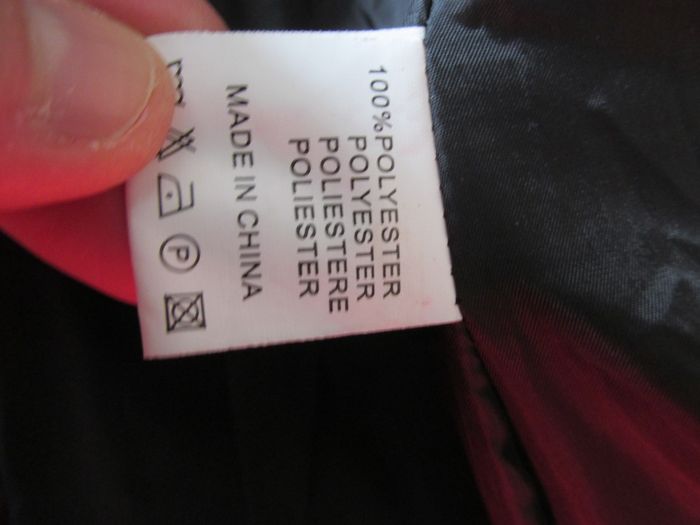 100%POLYESTER
POLYESTER
POLIESTERE
POLIESTER
MADE IN CHINA
P